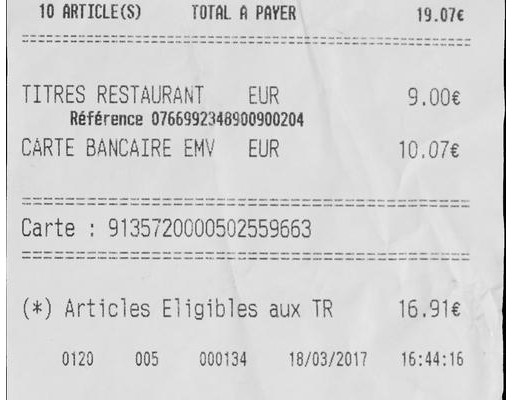 10 ARTICLE(S) TOTAL A PAYER 19.07€
TITRES RESTAURANT EUR 9.00€
Référence 0766992348900900204
CARTE BANCAIRE EMV EUR 10.07€
Carte : 9135720000502559663
(*) Articles Eligibles aux TR 16.91€
0120 005 000134 18/03/2017 16:44:16